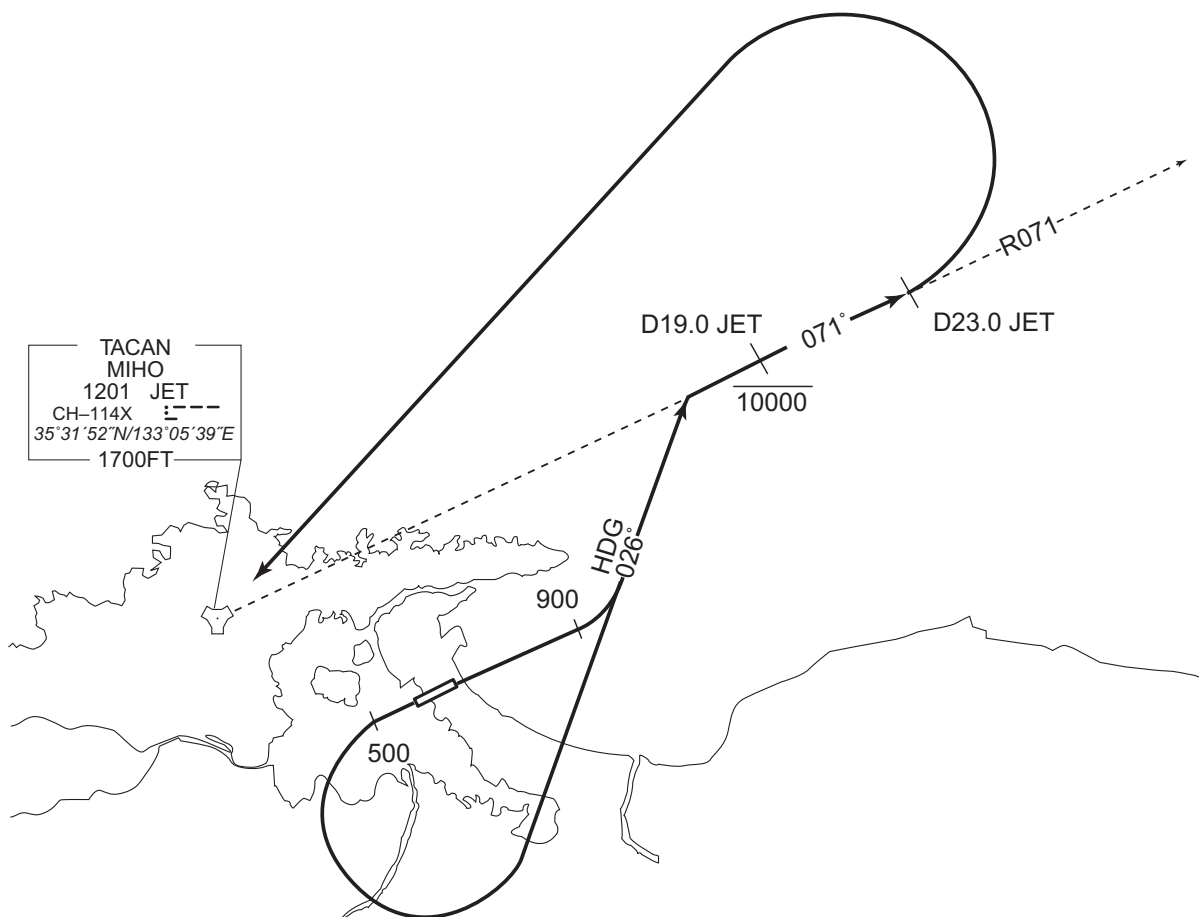 R071
D19.0 JET
071°
D23.0 JET
10000
TACAN
MIHO
1201 JET
CH–114X
35°31´52˝N/133°05´39˝E
1700FT
HDG
026°
900
500